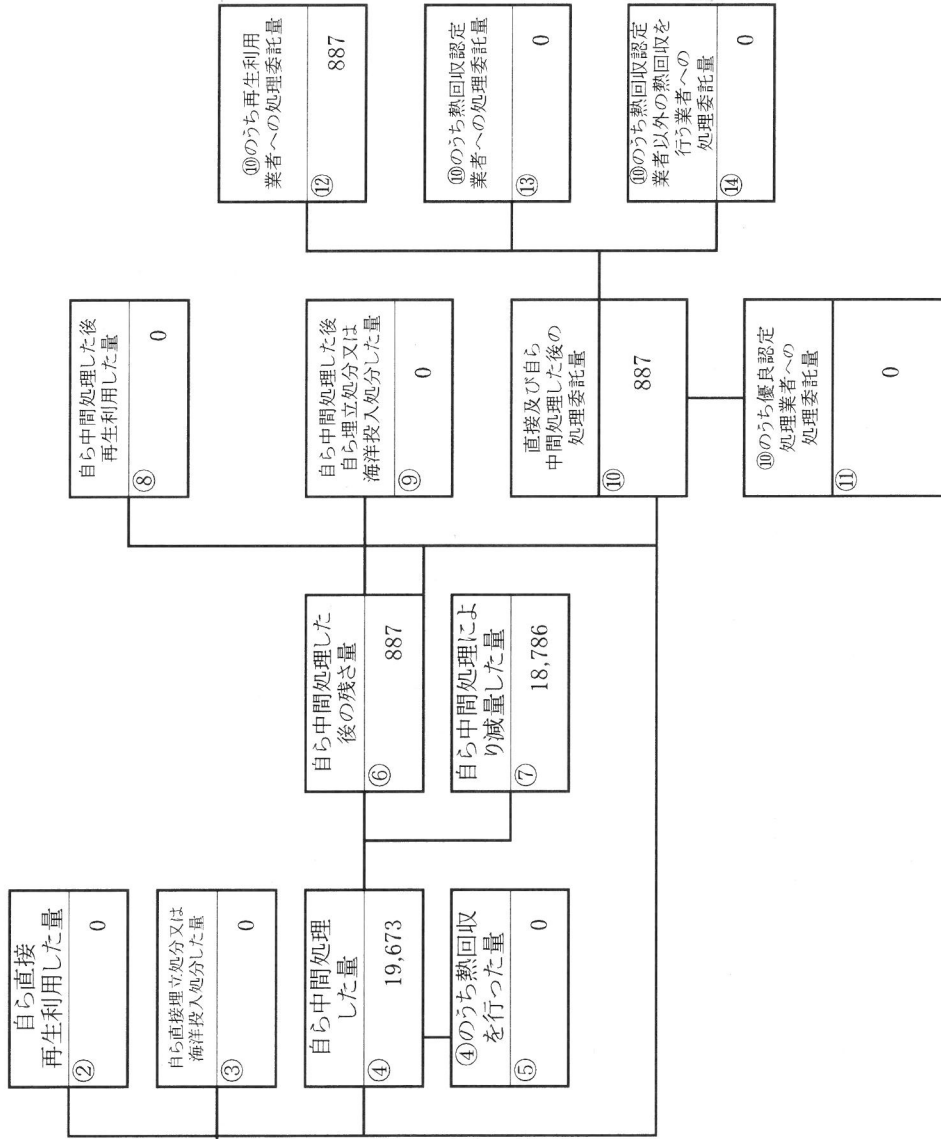 自ら直接
再生利用した量
②
0
自ら直接埋立処分又は
海洋投入処分した量
③
0
自ら中間処理
した量
④
19,673
④のうち熱回収
を行った量
⑤
0
自ら中間処理した
後の残さ量
⑥
887
自ら中間処理によ
り減量した量
⑦
18,786
自ら中間処理した後
再生利用した量
⑧
0
自ら中間処理した後
自ら埋立処分又は
海洋投入処分した量
⑨
0
直接及び自ら
中間処理した後の
処理委託量
⑩
887
⑩のうち優良認定
処理業者への
処理委託量
⑪
0
⑩のうち再生利用
業者への処理委託量
⑫
887
⑩のうち熱回収認定
業者への処理委託量
⑬
0
⑩のうち熱回収認定
業者以外の熱回収を
行う業者への
処理委託量
⑭
0